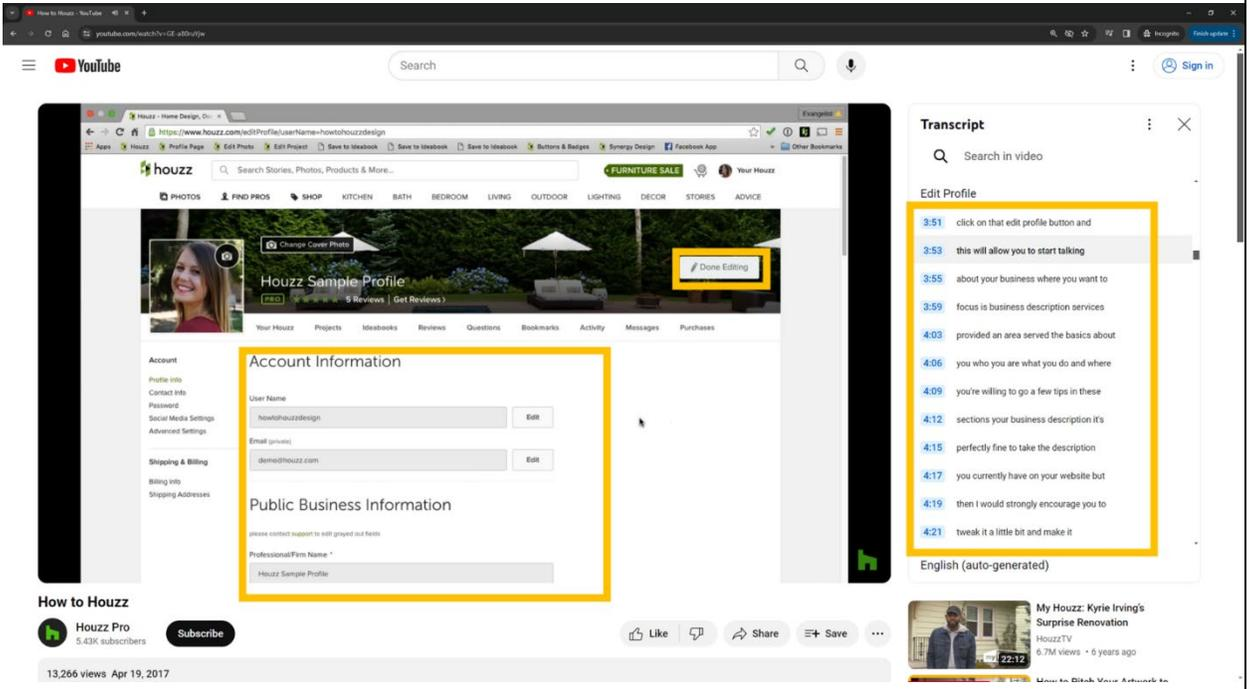 How to Houzz - YouTube
Finish update
Incognito
YouTube
Search
Sign in
Houzz - Home Design, De
Evangelist
https://www.houzz.com/editProfile/userName=howtohouzzdesign
Apps Houzz Profile Page Edit Photo Edit Project Save to Ideabook Save to Ideabook Save to Ideabook Buttons & Badges Synergy Design Facebook App Other Bookmarks
houzz
Search Stories, Photos, Products & More...
FURNITURE SALE
Your Houzz
PHOTOS FIND PROS SHOP KITCHEN BATH BEDROOM LIVING OUTDOOR LIGHTING DECOR STORIES ADVICE
Change Cover Photo
Houzz Sample Profile
Done Editing
PRO 5 Reviews | Get Reviews
Your Houzz Projects Ideabooks Reviews Questions Bookmarks Activity Messages Purchases
Account
Profile Info
Contact Info
Password
Social Media Settings
Advanced Settings
Shipping & Billing
Billing Info
Shipping Addresses
Account Information
User Name
howtohouzzdesign
Edit
Email (private)
demo@houzz.com
Edit
Public Business Information
please contact support to edit grayed out fields
Professional/Firm Name *
Houzz Sample Profile
How to Houzz
Houzz Pro
5.43K subscribers
Subscribe
Like
Share
Save
13,266 views Apr 19, 2017
Transcript
Search in video
Edit Profile
3:51 click on that edit profile button and
3:53 this will allow you to start talking
3:55 about your business where you want to
3:59 focus is business description services
4:03 provided an area served the basics about
4:06 you who you are what you do and where
4:09 you're willing to go a few tips in these
4:12 sections your business description it's
4:15 perfectly fine to take the description
4:17 you currently have on your website but
4:19 then I would strongly encourage you to
4:21 tweak it a little bit and make it
English (auto-generated)
My Houzz: Kyrie Irving's
Surprise Renovation
HouzzTV
6.7M views • 6 years ago
22:12
How to Pitch Your Artwork to